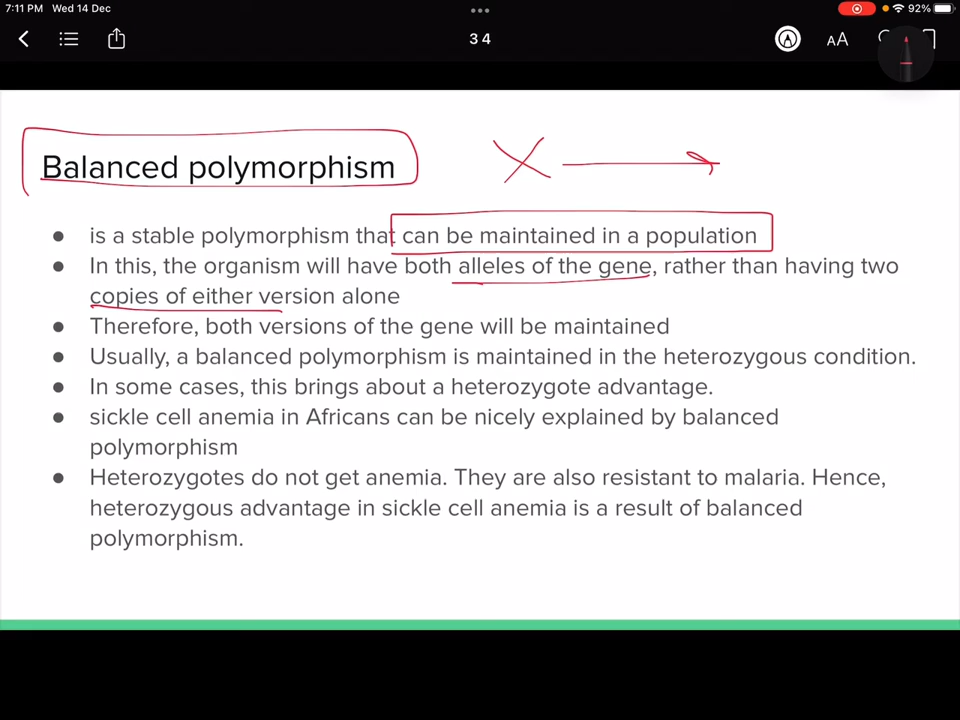 7:11 PM Wed 14 Dec
92%
34
AA
Balanced polymorphism
X
● is a stable polymorphism that can be maintained in a population
● In this, the organism will have both alleles of the gene, rather than having two
copies of either version alone
● Therefore, both versions of the gene will be maintained
● Usually, a balanced polymorphism is maintained in the heterozygous condition.
● In some cases, this brings about a heterozygote advantage.
● sickle cell anemia in Africans can be nicely explained by balanced
polymorphism
● Heterozygotes do not get anemia. They are also resistant to malaria. Hence,
heterozygous advantage in sickle cell anemia is a result of balanced
polymorphism.